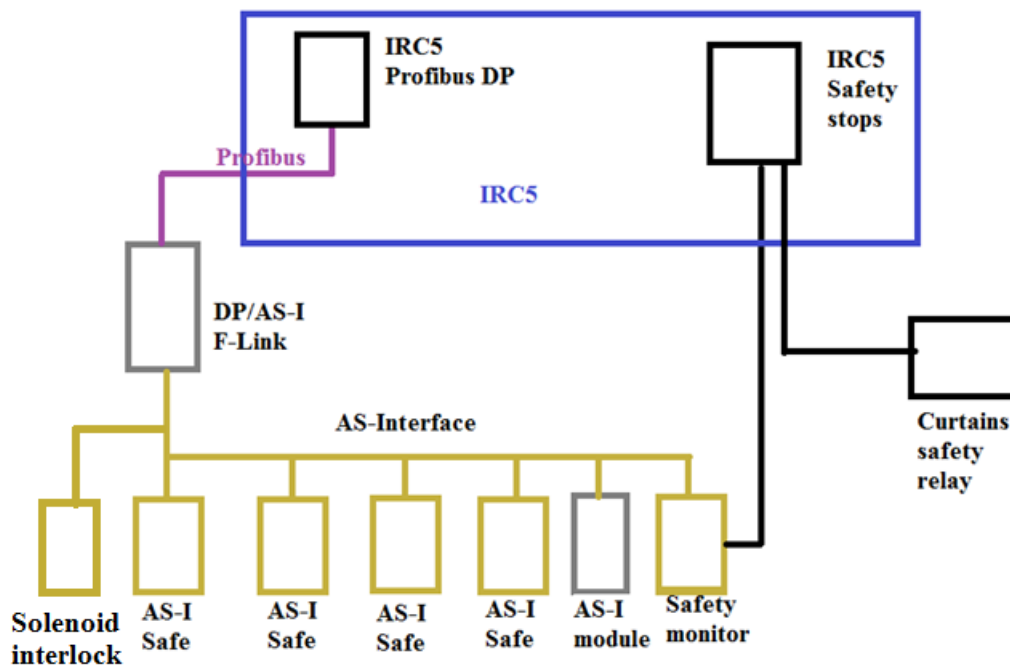 IRC5
Profibus DP
IRC5
Safety
stops
Profibus
IRC5
DP/AS-I
F-Link
AS-Interface
Curtains
safety
relay
Solenoid
interlock
AS-I
Safe
AS-I
Safe
AS-I
Safe
AS-I
Safe
AS-I
module
Safety
monitor